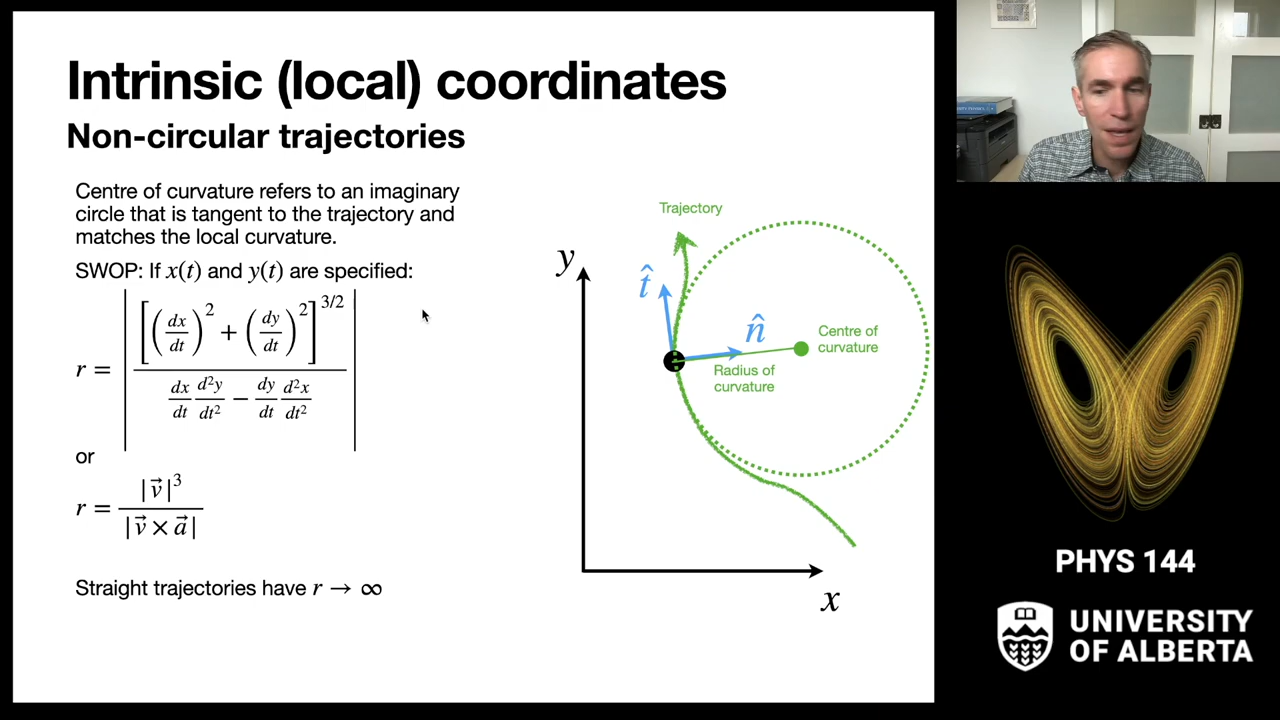 Intrinsic (local) coordinates
Non-circular trajectories
Centre of curvature refers to an imaginary
circle that is tangent to the trajectory and
matches the local curvature.
SWOP: If x(t) and y(t) are specified:
r = | [ (dx/dt)² + (dy/dt)² ]^3/2 / ( dx/dt d²y/dt² − dy/dt d²x/dt² ) |
or
r = |v⃗|³ / |v⃗ × a⃗|
Straight trajectories have r → ∞
Trajectory
y
t̂
n̂
Centre of
curvature
Radius of
curvature
x
PHYS 144
UNIVERSITY
OF ALBERTA